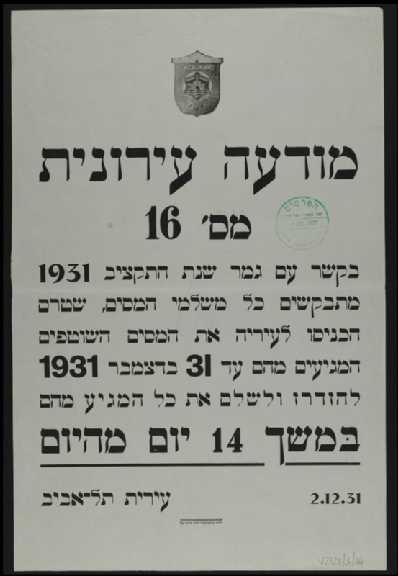 מודעה עירונית
מס' 16
בקשר עם גמר שנת התקציב 1931
מתבקשים כל משלמי המסים, שטרם
הכניסו לעיריה את המסים השוטפים
המגיעים מהם עד 31 בדצמבר 1931
להזדרז ולשלם את כל המגיע מהם
במשך 14 יום מהיום
2.12.31 עירית תל-אביב